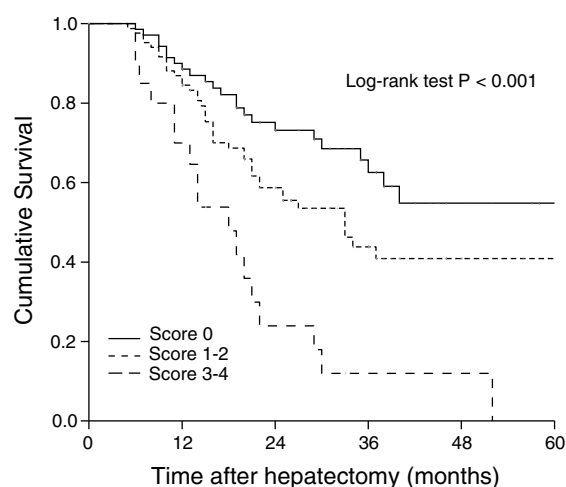 1.0
0.8
0.6
0.4
0.2
0.0
Cumulative Survival
Log-rank test P < 0.001
Score 0
Score 1-2
Score 3-4
0 12 24 36 48 60
Time after hepatectomy (months)